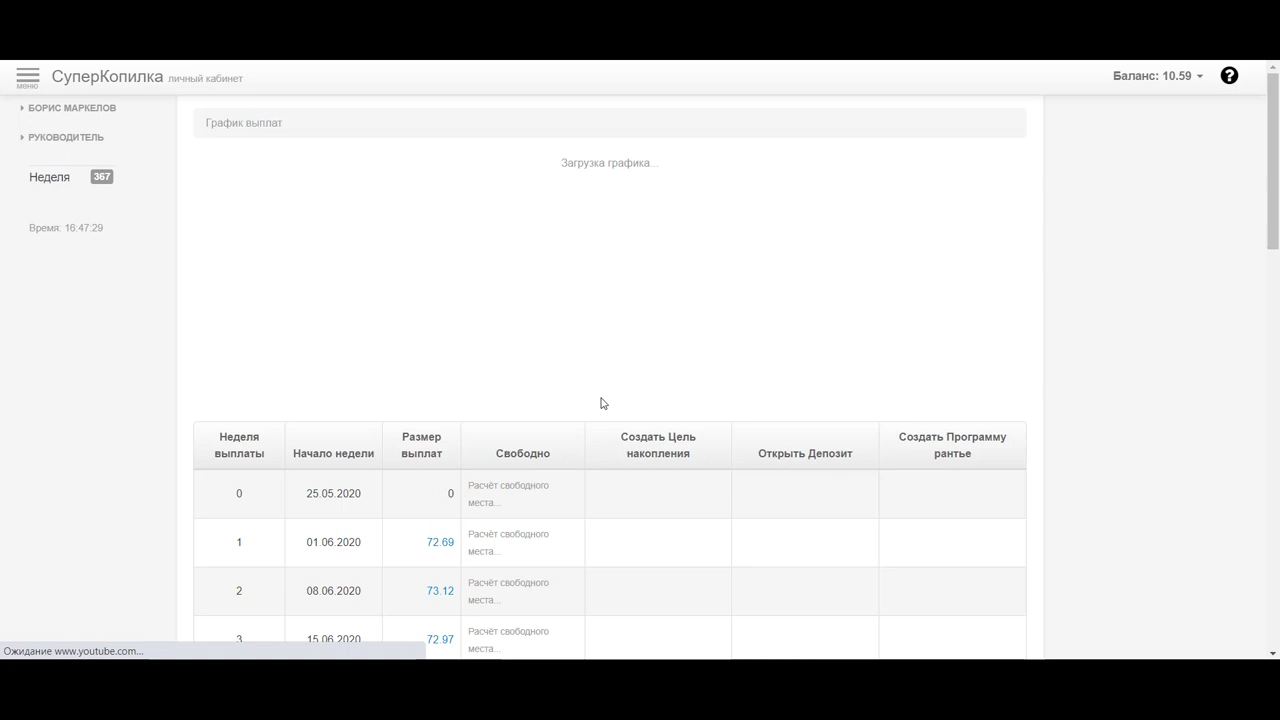 СуперКопилка личный кабинет
Баланс: 10.59
?
меню
БОРИС МАРКЕЛОВ
РУКОВОДИТЕЛЬ
Неделя 367
Время: 16:47:29
График выплат
Загрузка графика...
Неделя выплаты
Начало недели
Размер выплат
Свободно
Создать Цель накопления
Открыть Депозит
Создать Программу рантье
0 25.05.2020 0 Расчёт свободного места...
1 01.06.2020 72.69 Расчёт свободного места...
2 08.06.2020 73.12 Расчёт свободного места...
3 15.06.2020 72.97 Расчёт свободного места...
Ожидание www.youtube.com...